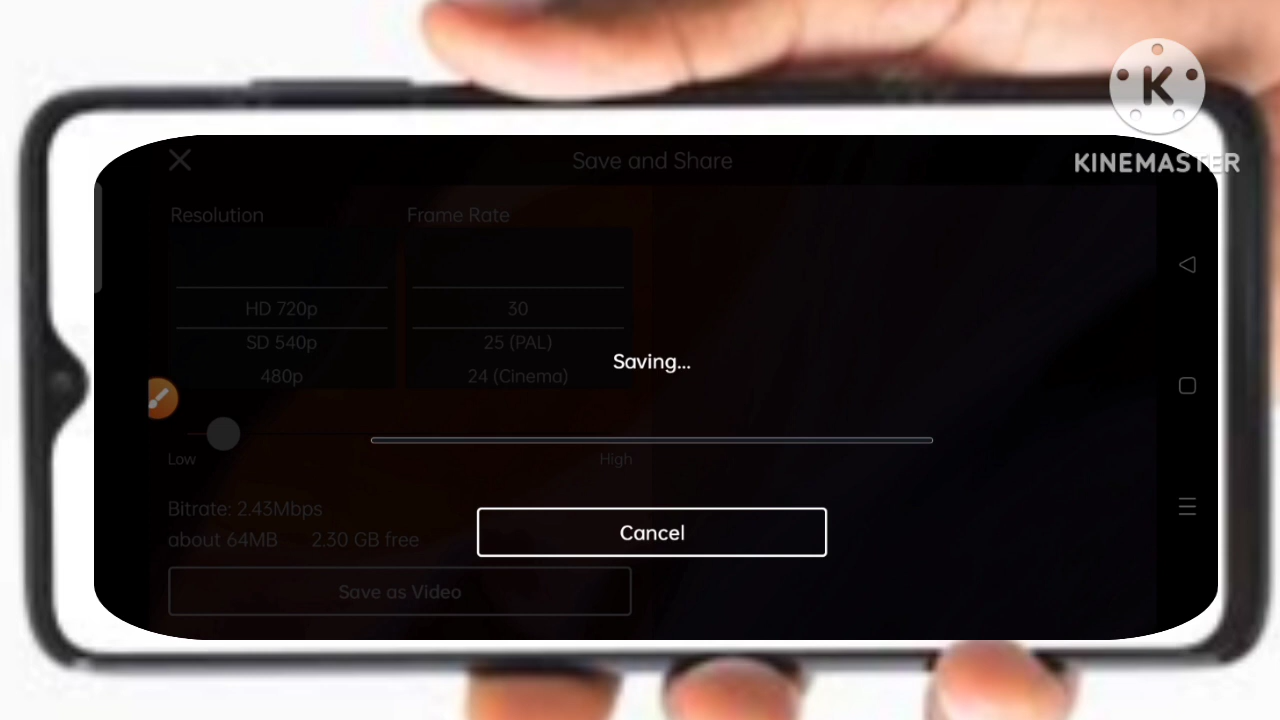 K
KINEMASTER
Save and Share
Resolution
Frame Rate
HD 720p
30
SD 540p
25 (PAL)
480p
24 (Cinema)
Saving...
Low
High
Bitrate: 2.43Mbps
about 64MB 2.30 GB free
Cancel
Save as Video